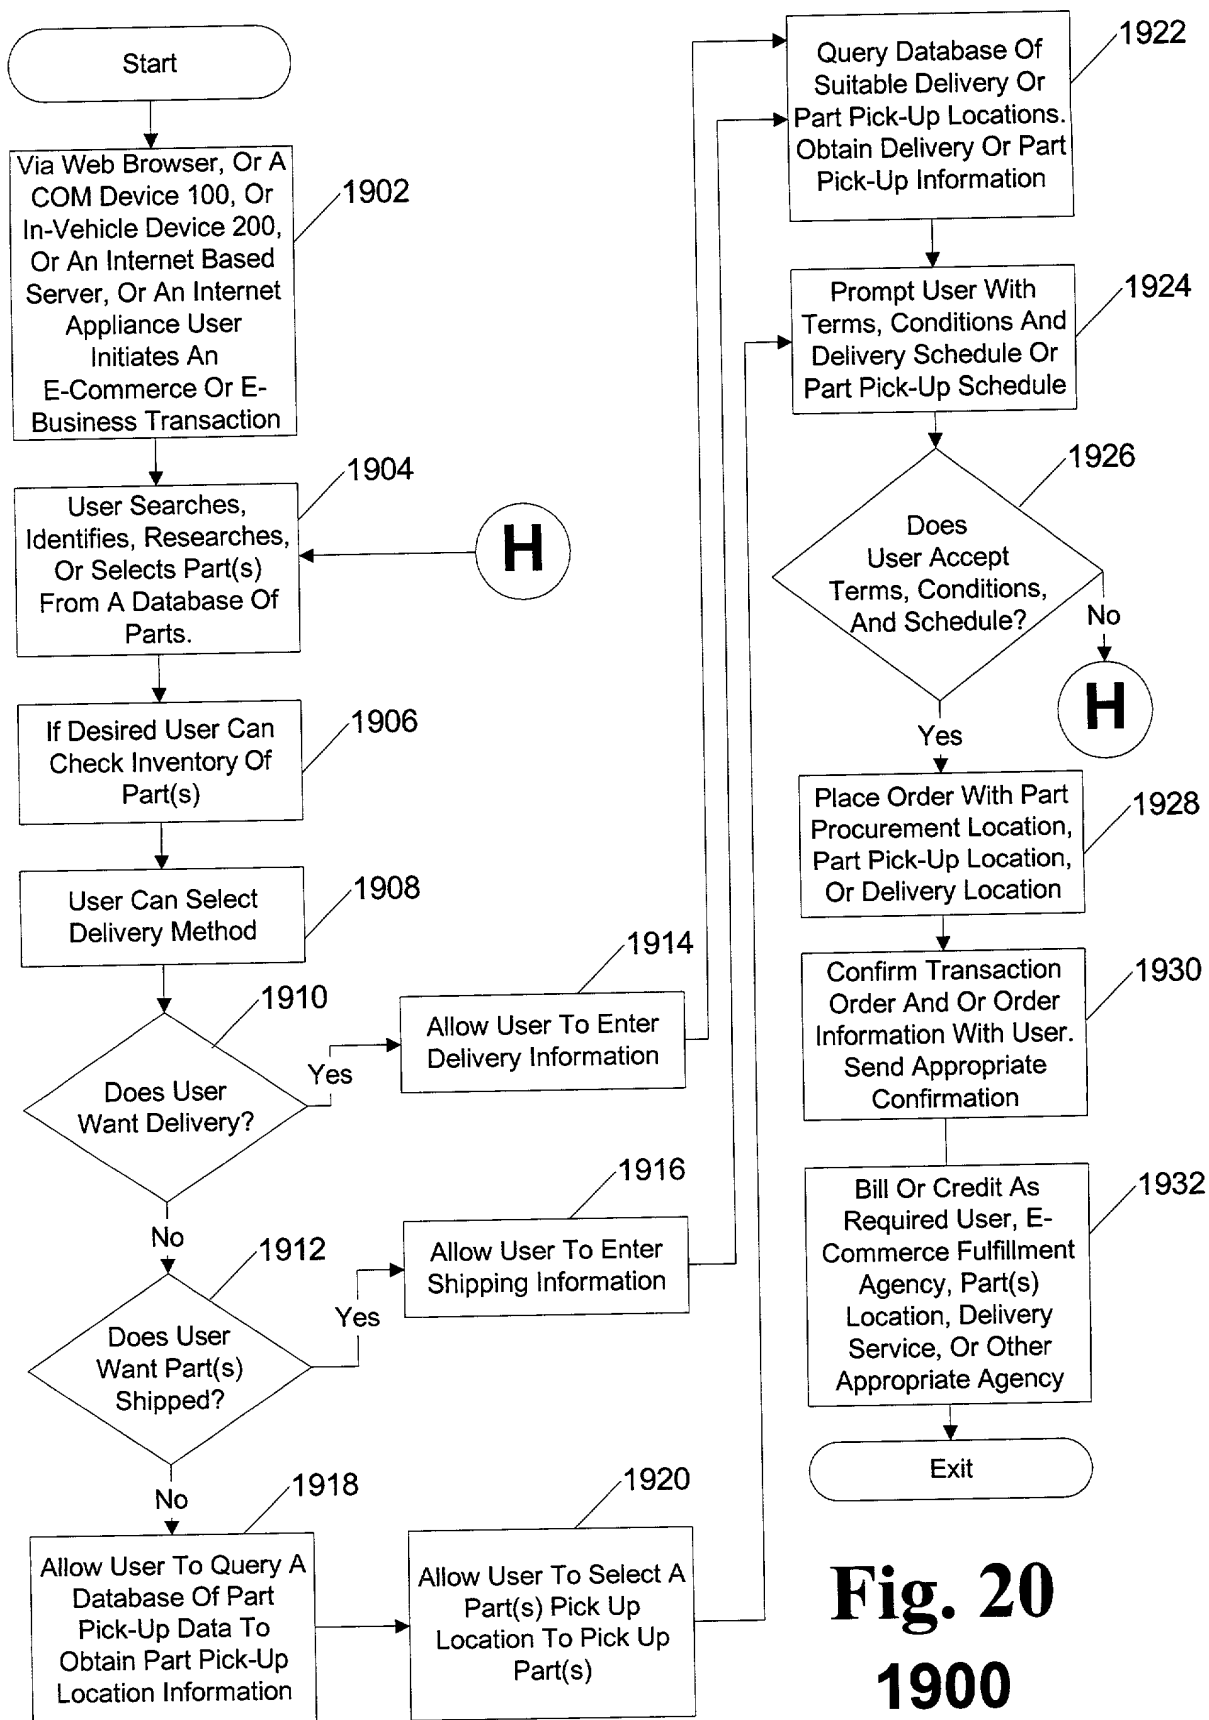 Start
Via Web Browser, Or A
COM Device 100, Or
In-Vehicle Device 200,
Or An Internet Based
Server, Or An Internet
Appliance User
Initiates An
E-Commerce Or E-
Business Transaction
1902
User Searches,
Identifies, Researches,
Or Selects Part(s)
From A Database Of
Parts.
1904
H
If Desired User Can
Check Inventory Of
Part(s)
1906
User Can Select
Delivery Method
1908
Does User
Want Delivery?
1910
Yes
No
Allow User To Enter
Delivery Information
1914
Does User
Want Part(s)
Shipped?
1912
Yes
No
Allow User To Enter
Shipping Information
1916
Allow User To Query A
Database Of Part
Pick-Up Data To
Obtain Part Pick-Up
Location Information
1918
Allow User To Select A
Part(s) Pick Up
Location To Pick Up
Part(s)
1920
Query Database Of
Suitable Delivery Or
Part Pick-Up Locations.
Obtain Delivery Or Part
Pick-Up Information
1922
Prompt User With
Terms, Conditions And
Delivery Schedule Or
Part Pick-Up Schedule
1924
Does
User Accept
Terms, Conditions,
And Schedule?
1926
No
H
Yes
Place Order With Part
Procurement Location,
Part Pick-Up Location,
Or Delivery Location
1928
Confirm Transaction
Order And Or Order
Information With User.
Send Appropriate
Confirmation
1930
Bill Or Credit As
Required User, E-
Commerce Fulfillment
Agency, Part(s)
Location, Delivery
Service, Or Other
Appropriate Agency
1932
Exit
Fig. 20
1900